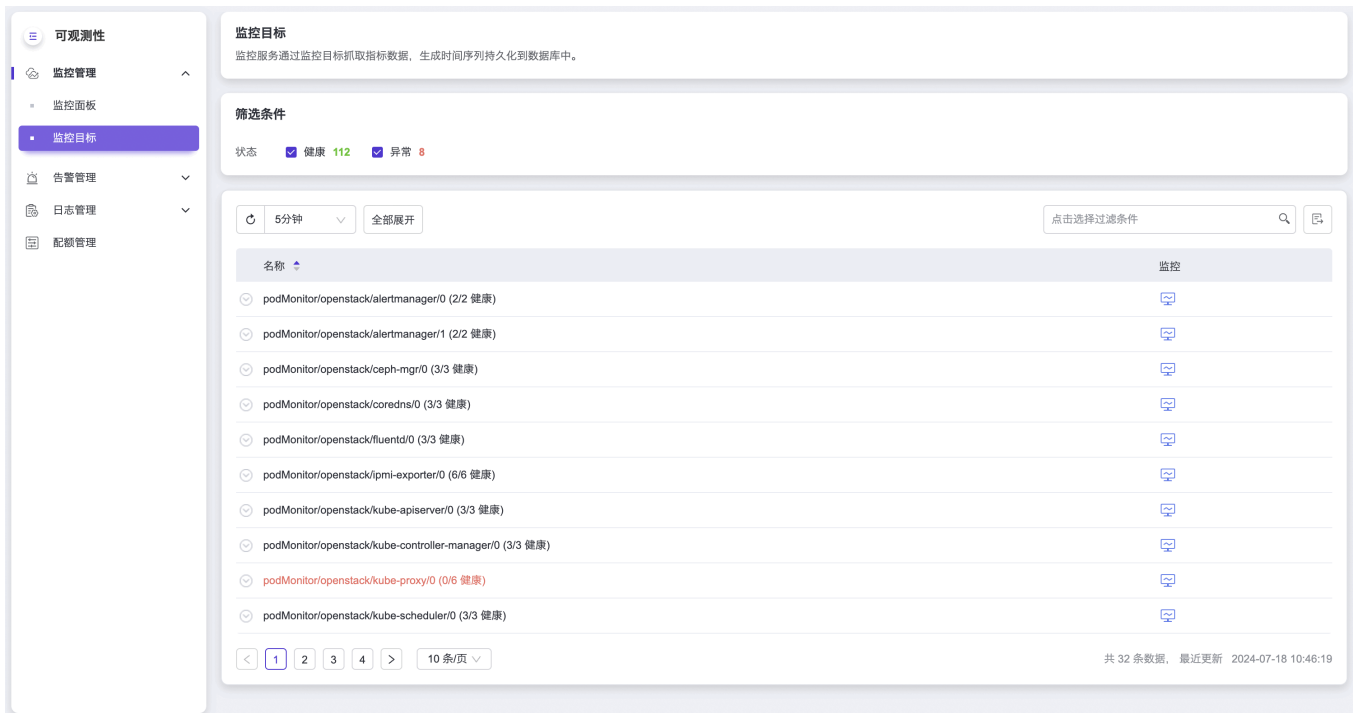 可观测性
监控管理
监控面板
监控目标
告警管理
日志管理
配额管理
监控目标
监控服务通过监控目标抓取指标数据，生成时间序列持久化到数据库中。
筛选条件
状态 健康 112 异常 8
5分钟 全部展开 点击选择过滤条件
名称 监控
podMonitor/openstack/alertmanager/0 (2/2 健康)
podMonitor/openstack/alertmanager/1 (2/2 健康)
podMonitor/openstack/ceph-mgr/0 (3/3 健康)
podMonitor/openstack/coredns/0 (3/3 健康)
podMonitor/openstack/fluentd/0 (3/3 健康)
podMonitor/openstack/ipmi-exporter/0 (6/6 健康)
podMonitor/openstack/kube-apiserver/0 (3/3 健康)
podMonitor/openstack/kube-controller-manager/0 (3/3 健康)
podMonitor/openstack/kube-proxy/0 (0/6 健康)
podMonitor/openstack/kube-scheduler/0 (3/3 健康)
< 1 2 3 4 > 10 条/页 共 32 条数据， 最近更新 2024-07-18 10:46:19